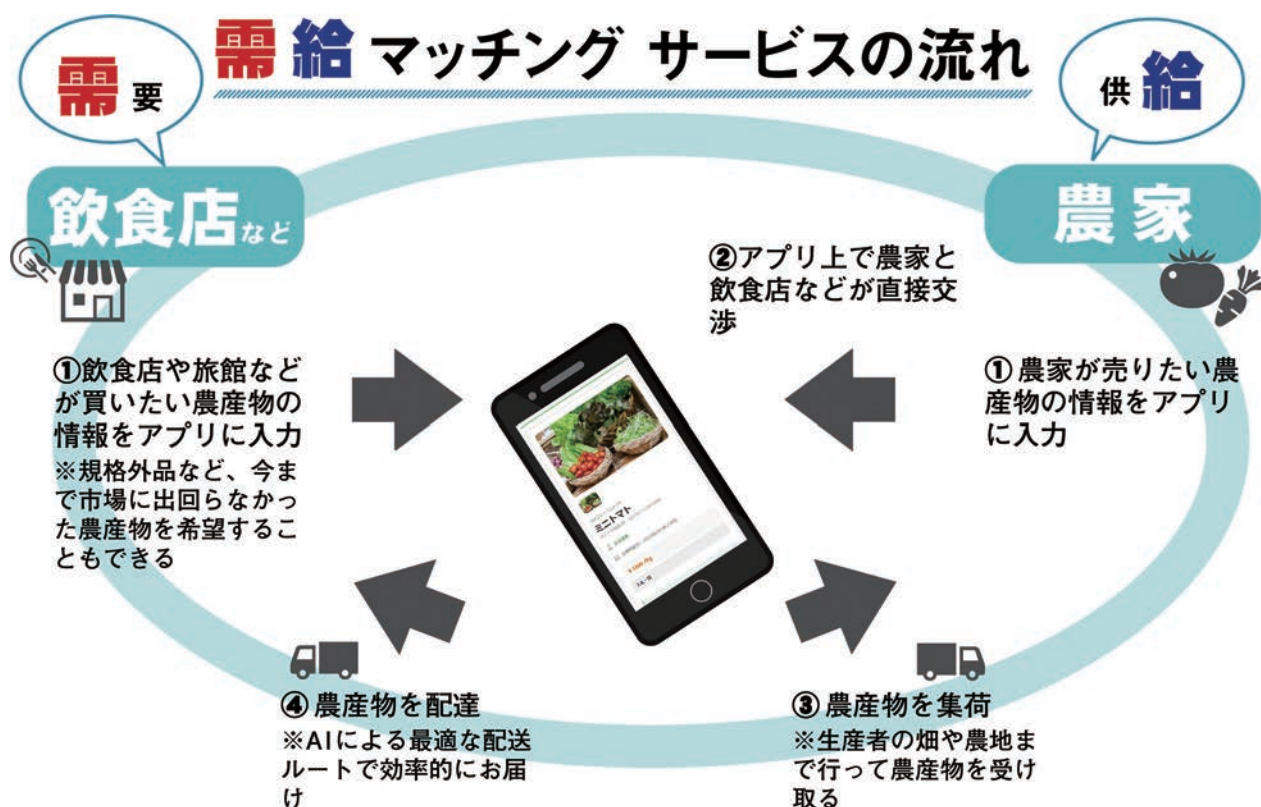 需給マッチング サービスの流れ
需要
供給
飲食店など
農家
①飲食店や旅館など
が買いたい農産物の
情報をアプリに入力
※規格外品など、今ま
で市場に出回らなかっ
た農産物を希望するこ
ともできる
②アプリ上で農家と
飲食店などが直接交
渉
①農家が売りたい農
産物の情報をアプリ
に入力
ミニトマト
③農産物を集荷
※生産者の畑や農地ま
で行って農産物を受け
取る
④農産物を配達
※AIによる最適な配送
ルートで効率的にお届
け